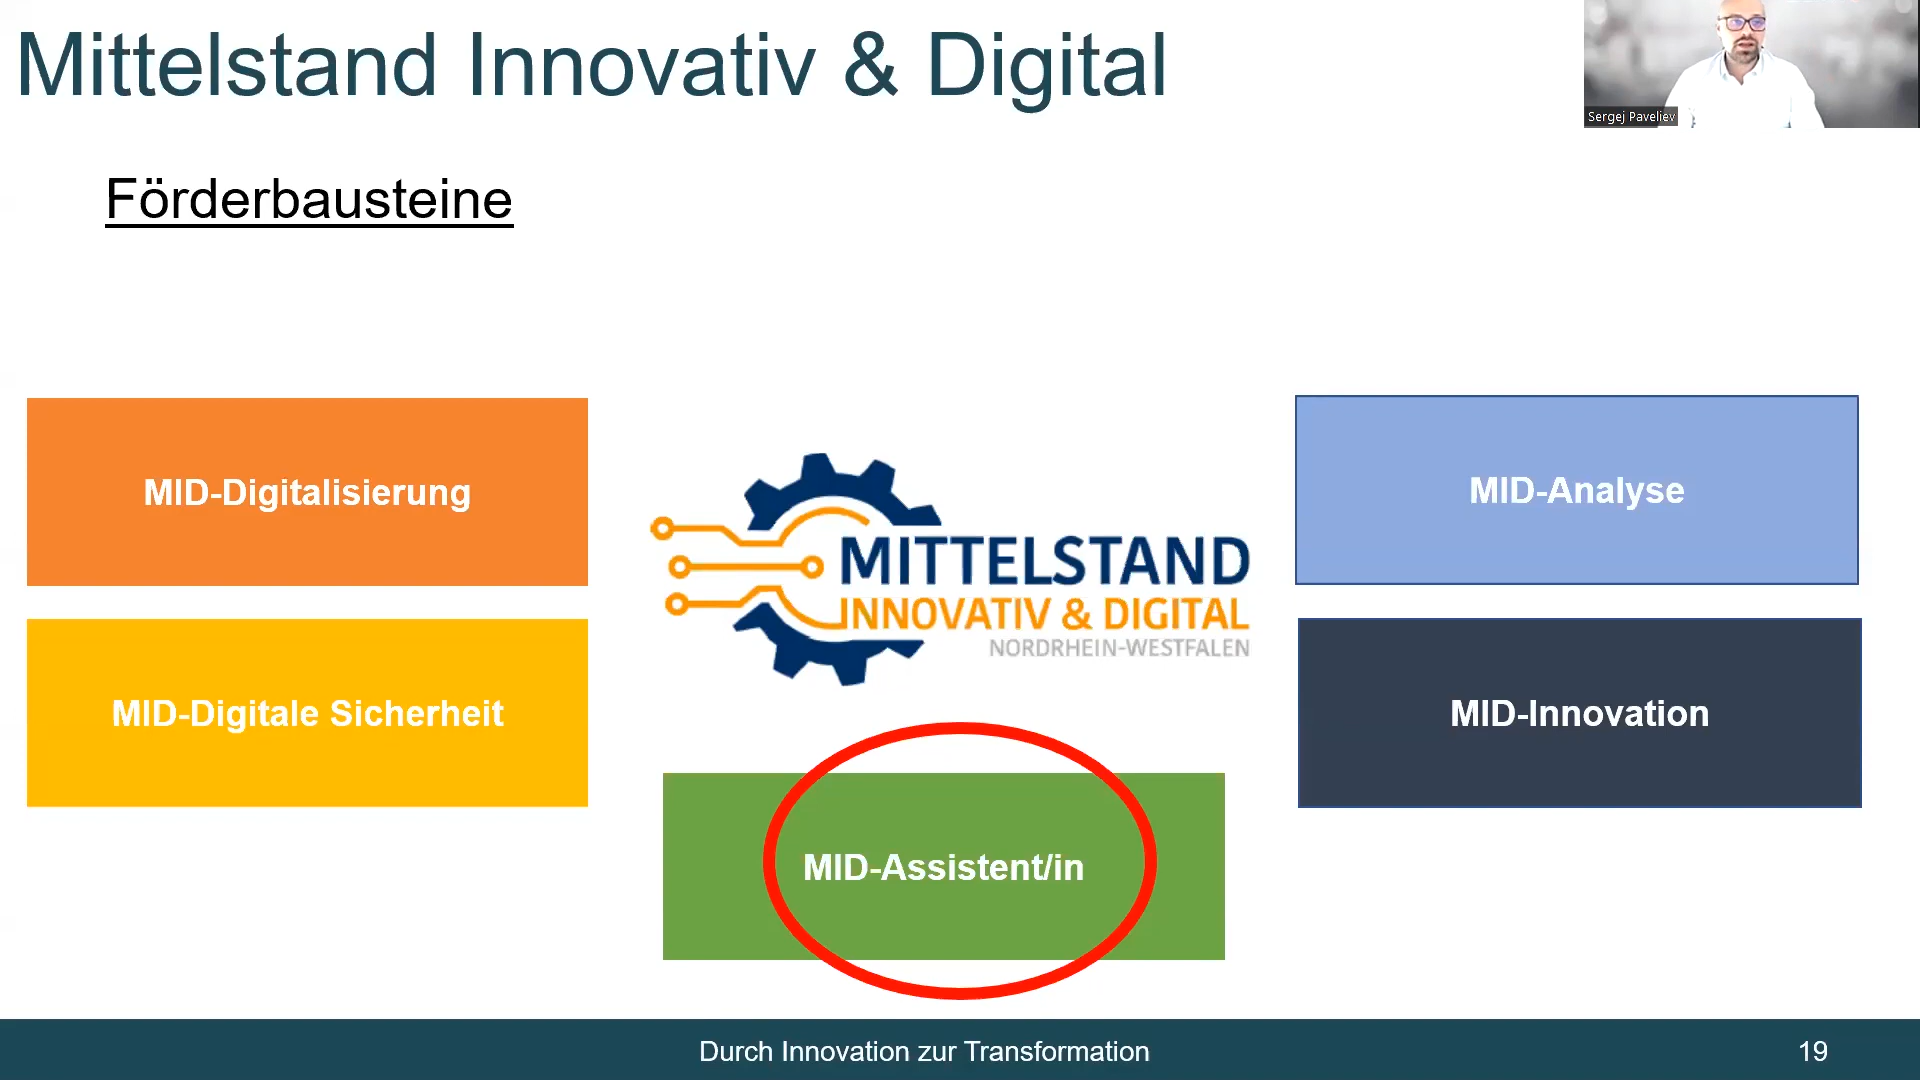 Mittelstand Innovativ & Digital
Sergej Paveliev
Förderbausteine
MID-Digitalisierung
MID-Analyse
MITTELSTAND
INNOVATIV & DIGITAL
NORDRHEIN-WESTFALEN
MID-Digitale Sicherheit
MID-Innovation
MID-Assistent/in
Durch Innovation zur Transformation
19